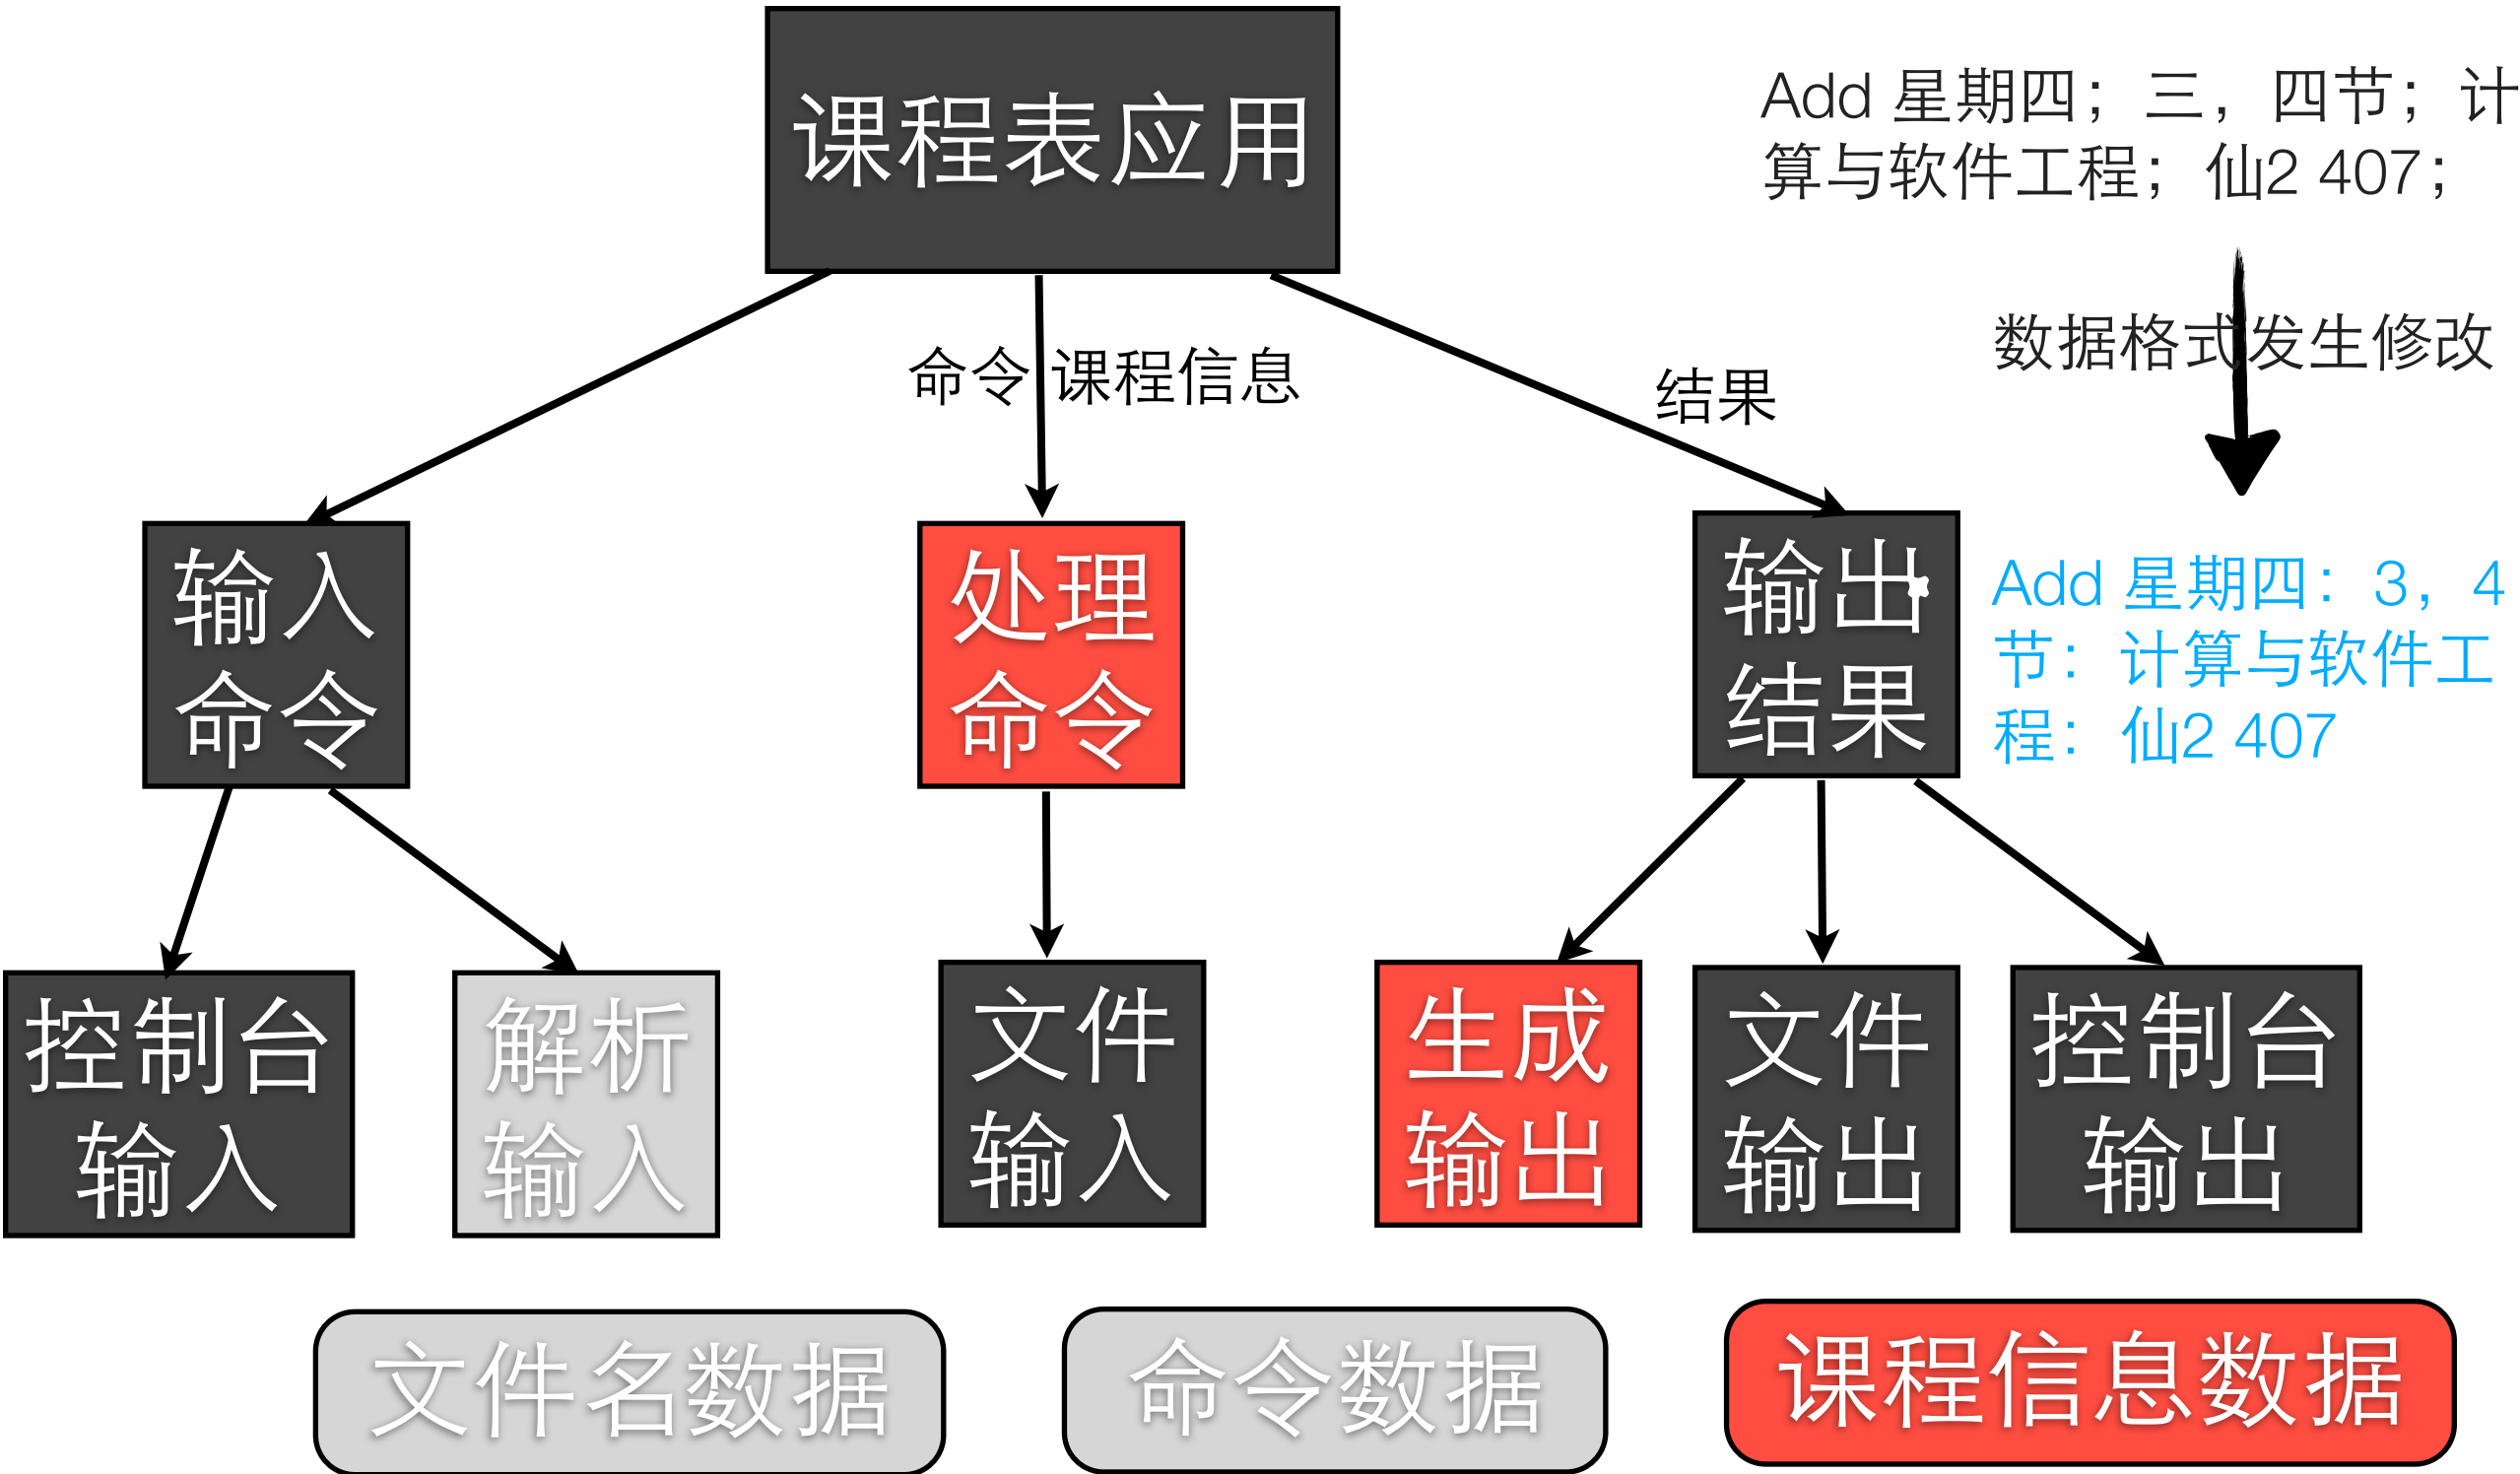 课程表应用
Add 星期四；三，四节；计
算与软件工程； 仙2 407；
数据格式发生修改
命令 课程信息
结果
输入
命令
处理
命令
输出
结果
Add 星期四：3，4
节：计算与软件工
程： 仙2 407
控制台
输入
解析
输入
文件
输入
生成
输出
文件
输出
控制台
输出
文件名数据
命令数据
课程信息数据